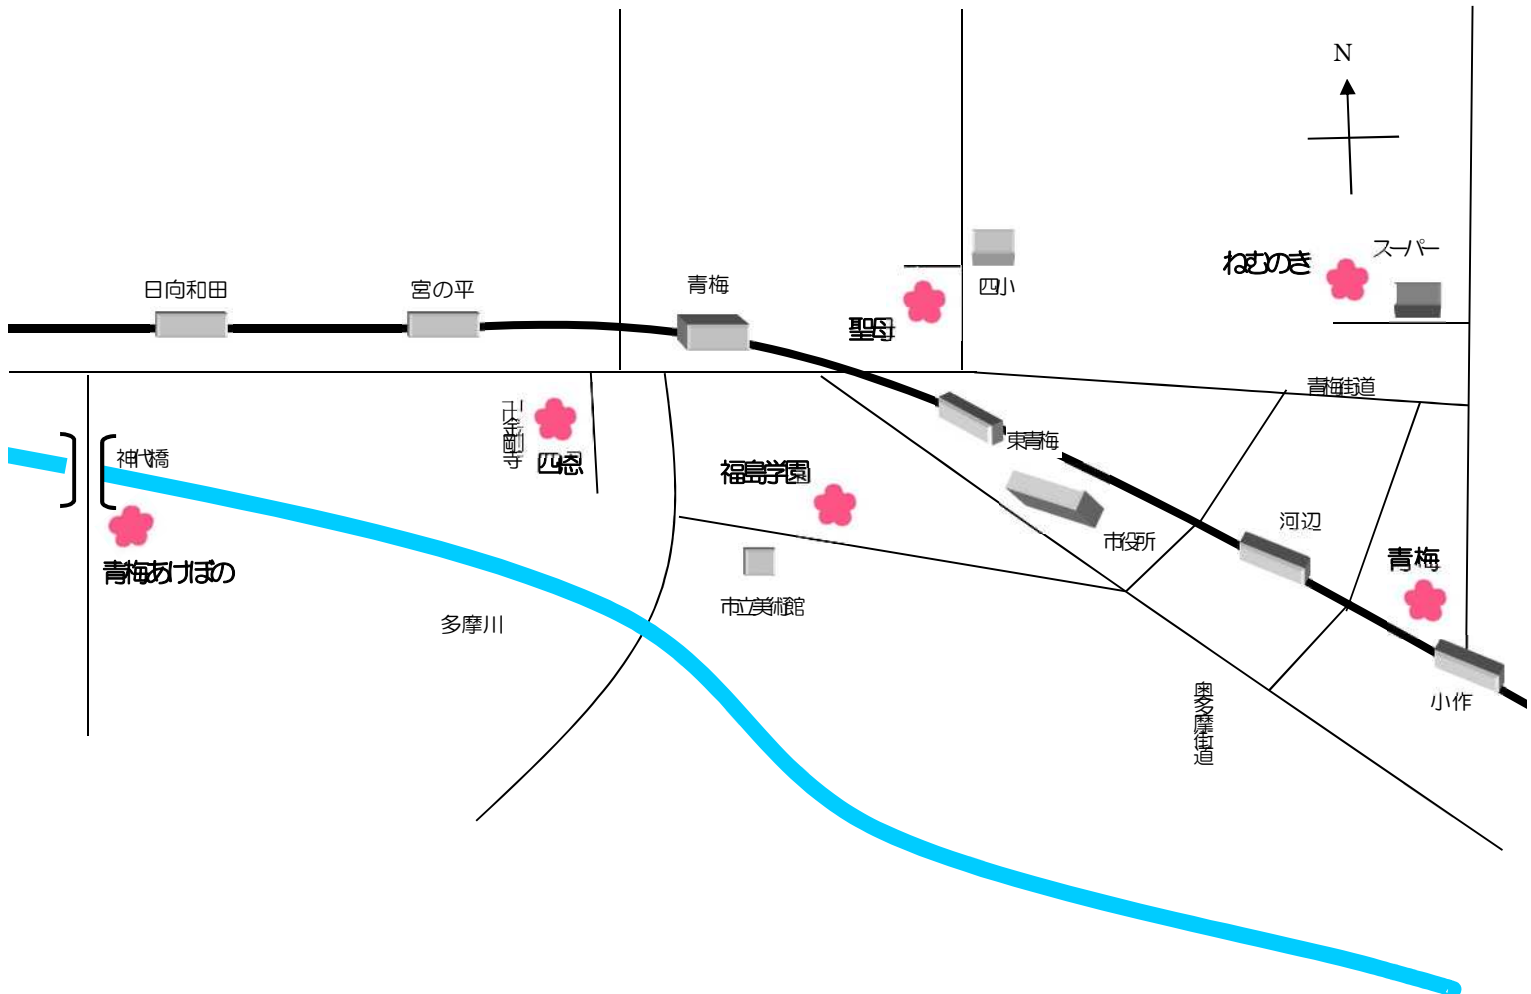 N
スーパー
ねむのき
日向和田
宮の平
青梅
四小
聖母
青梅街道
卍金剛寺
東青梅
神代橋
四恩
福島学園
河辺
市役所
青梅
青梅あけぼの
市立美術館
多摩川
奥多摩街道
小作